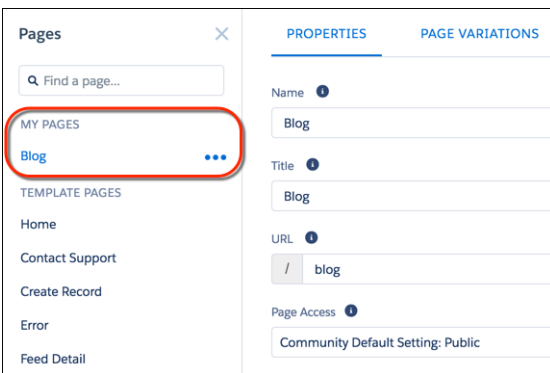 Pages
Find a page...
MY PAGES
Blog
TEMPLATE PAGES
Home
Contact Support
Create Record
Error
Feed Detail
PROPERTIES PAGE VARIATIONS
Name
Blog
Title
Blog
URL
/ blog
Page Access
Community Default Setting: Public